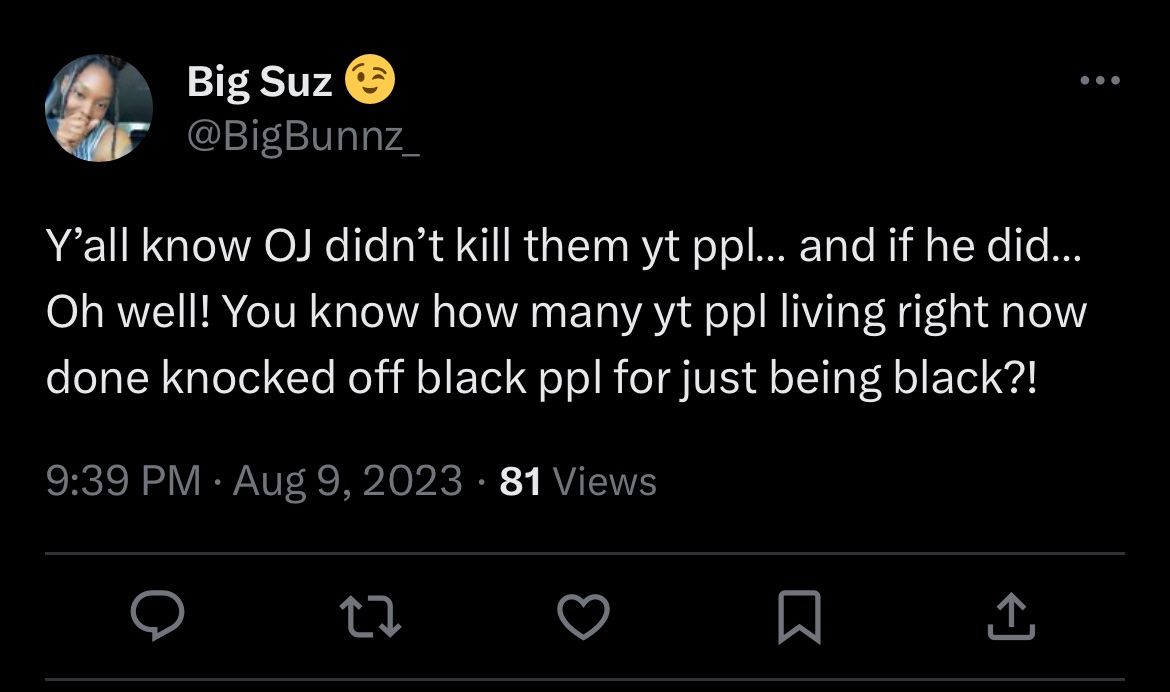 Big Suz 😉
@BigBunnz_
Y’all know OJ didn’t kill them yt ppl... and if he did...
Oh well! You know how many yt ppl living right now
done knocked off black ppl for just being black?!
9:39 PM · Aug 9, 2023 · 81 Views